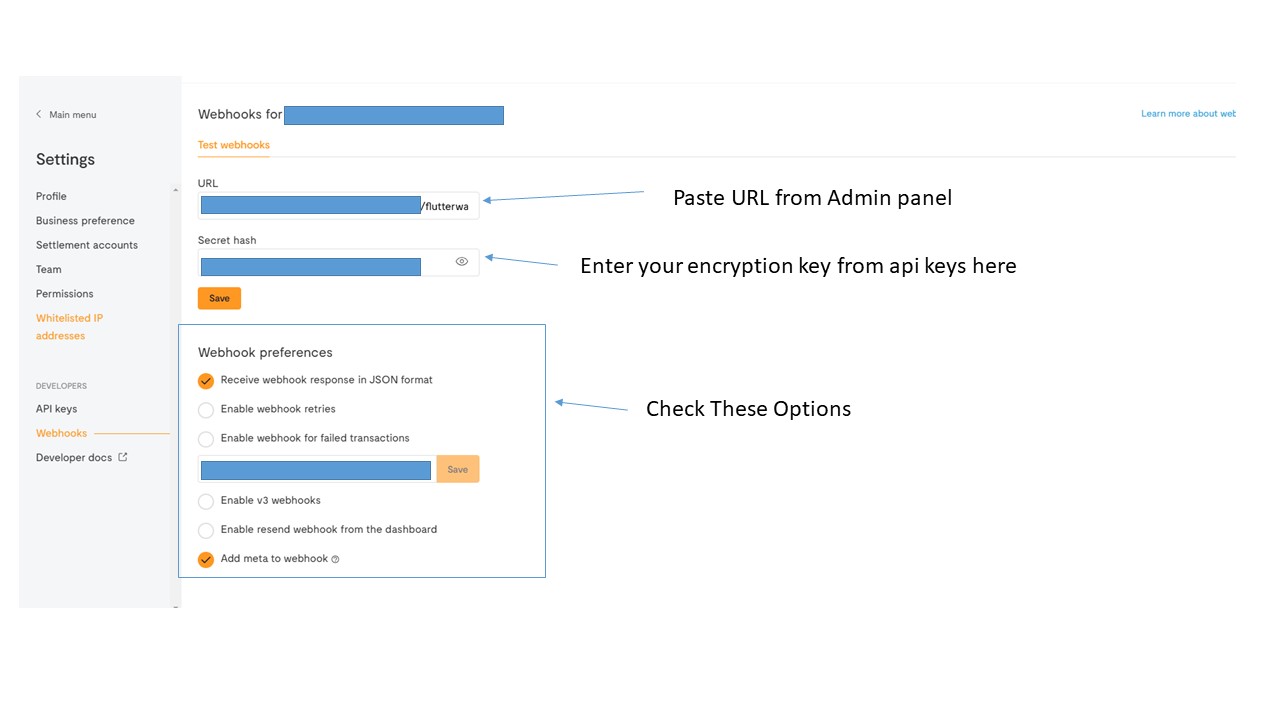 Main menu
Settings
Profile
Business preference
Settlement accounts
Team
Permissions
Whitelisted IP
addresses
DEVELOPERS
API keys
Webhooks
Developer docs
Webhooks for
Learn more about wet
Test webhooks
URL
/flutterwa
Paste URL from Admin panel
Secret hash
Enter your encryption key from api keys here
Save
Webhook preferences
Receive webhook response in JSON format
Enable webhook retries
Check These Options
Enable webhook for failed transactions
Save
Enable v3 webhooks
Enable resend webhook from the dashboard
Add meta to webhook